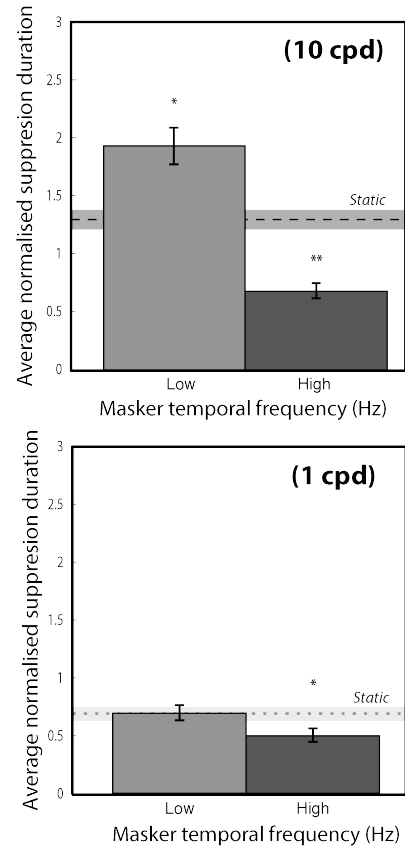 3
(10 cpd)
2.5
*
2
1.5
Static
1
**
0.5
0
Low High
Average normalised suppresion duration
Masker temporal frequency (Hz)
3
(1 cpd)
2.5
2
1.5
1
*
Static
0.5
0
Low High
Average normalised suppresion duration
Masker temporal frequency (Hz)